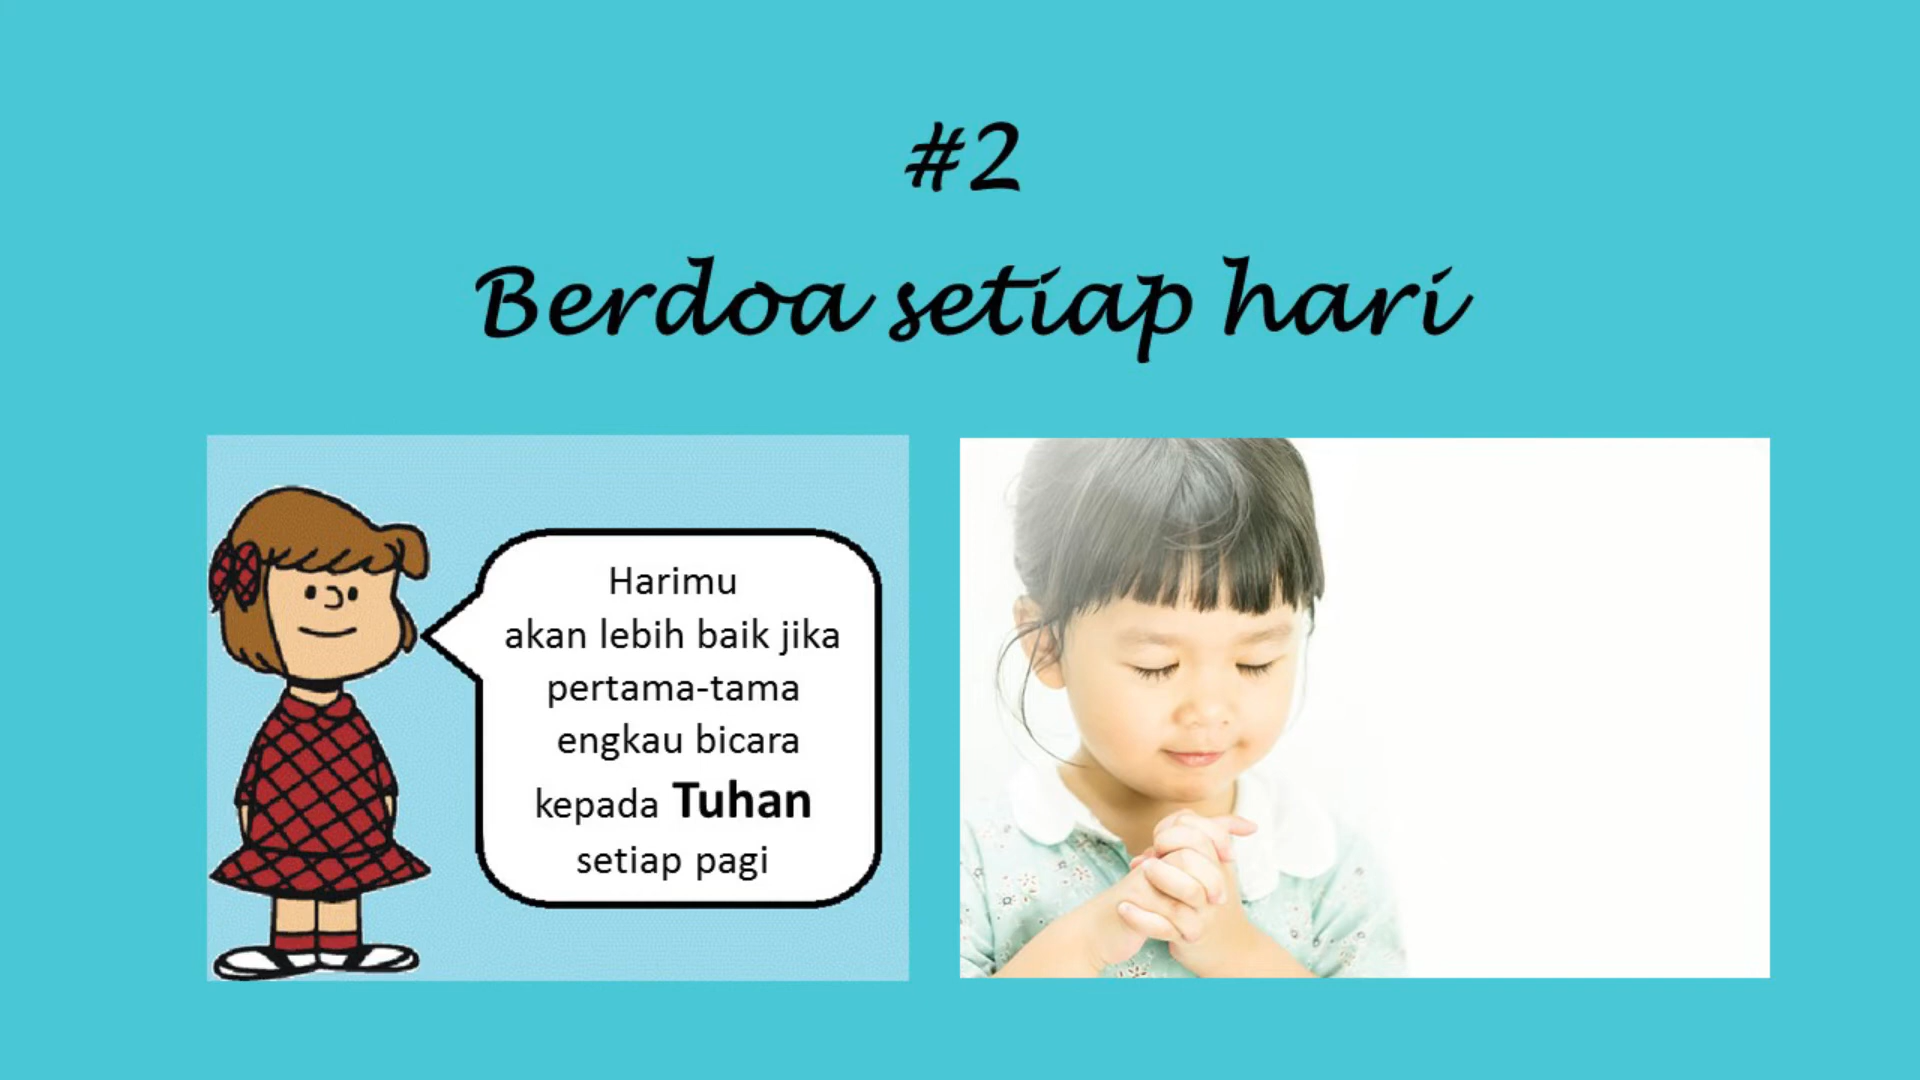 #2
Berdoa setiap hari
Harimu
akan lebih baik jika
pertama-tama
engkau bicara
kepada Tuhan
setiap pagi